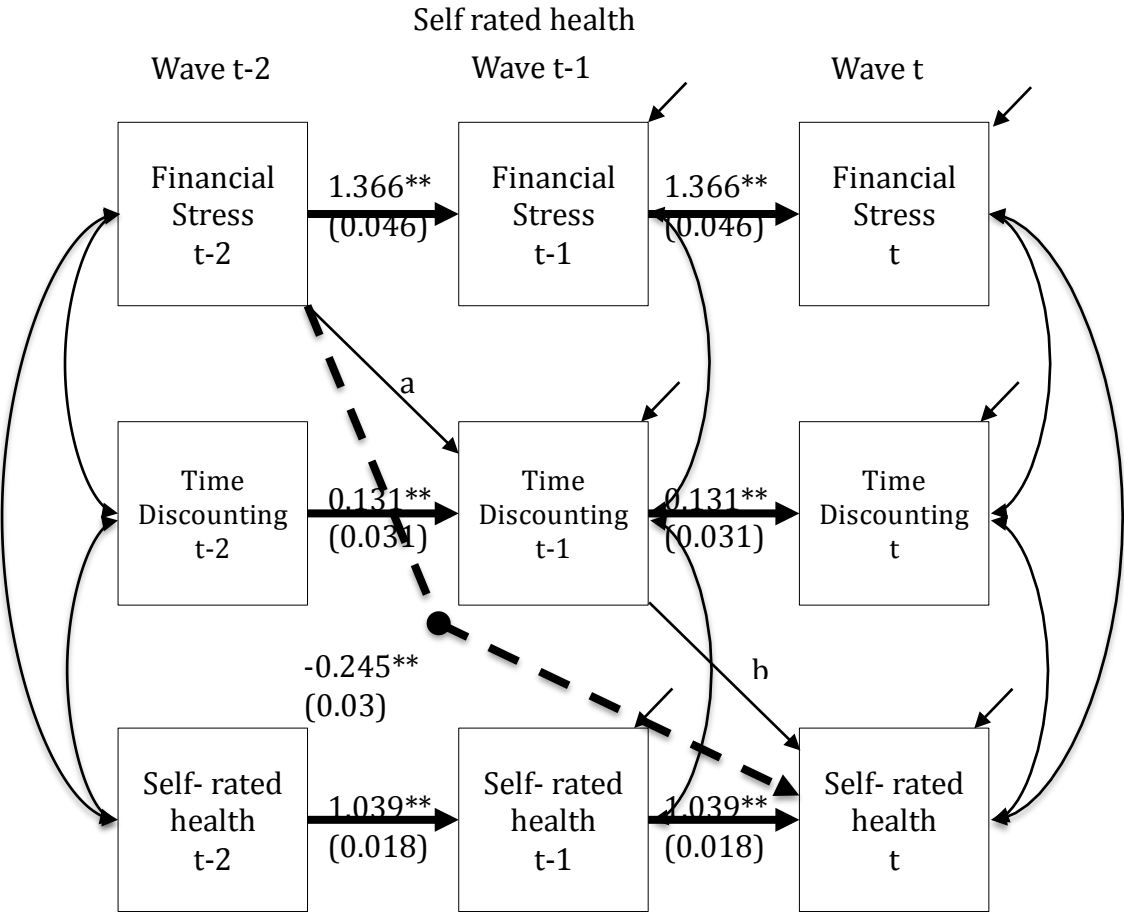 Self rated health
Wave t-2
Wave t-1
Wave t
Financial
Stress
t-2
1.366**
(0.046)
Financial
Stress
t-1
1.366**
(0.046)
Financial
Stress
t
a
Time
Discounting
t-2
0.131**
(0.031)
Time
Discounting
t-1
0.131**
(0.031)
Time
Discounting
t
-0.245**
(0.03)
b
Self- rated
health
t-2
1.039**
(0.018)
Self- rated
health
t-1
1.039**
(0.018)
Self- rated
health
t